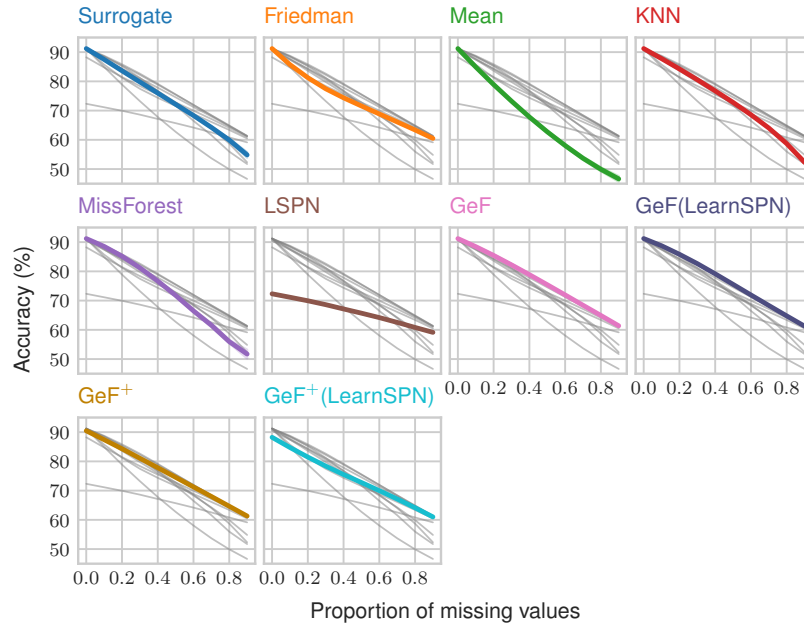 Surrogate Friedman Mean KNN
90
80
70
60
50
MissForest LSPN GeF GeF(LearnSPN)
90
80
70
60
50
0.0 0.2 0.4 0.6 0.8 0.0 0.2 0.4 0.6 0.8
GeF+ GeF+(LearnSPN)
90
80
70
60
50
0.0 0.2 0.4 0.6 0.8 0.0 0.2 0.4 0.6 0.8
Accuracy (%)
Proportion of missing values